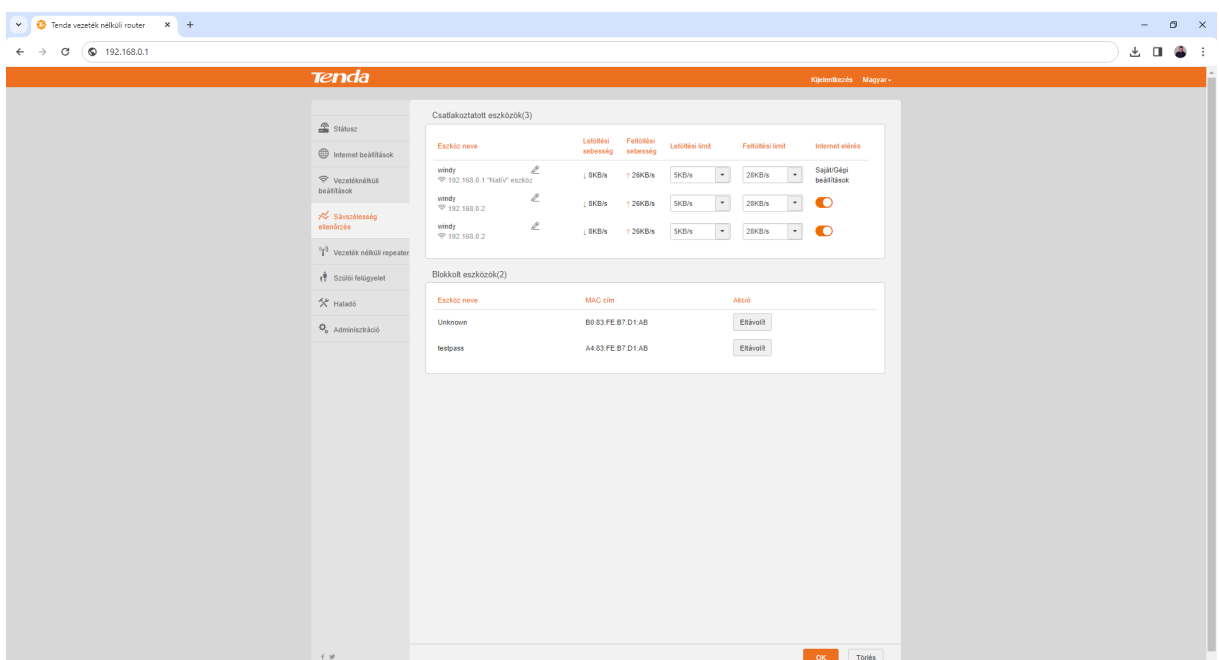 Tenda vezeték nélküli router
192.168.0.1
Tenda
Kijelentkezés Magyar
Státusz
Internet beállítások
Vezetéknélküli
beállítások
Sávszélesség
ellenőrzés
Vezeték nélküli repeater
Szülői felügyelet
Haladó
Adminisztráció
Csatlakoztatott eszközök(3)
Eszköz neve Letöltési sebesség Feltöltési sebesség Letöltési limit Feltöltési limit Internet elérés
windy ↓ 8KB/s ↑ 26KB/s 5KB/s 28KB/s Saját/Gépi beállítások
192.168.0.1 "Natív" eszköz
windy ↓ 8KB/s ↑ 26KB/s 5KB/s 28KB/s
192.168.0.2
windy ↓ 8KB/s ↑ 26KB/s 5KB/s 28KB/s
192.168.0.2
Blokkolt eszközök(2)
Eszköz neve MAC cím Akció
Unknown B0:83:FE:B7:D1:AB Eltávolít
testpass A4:83:FE:B7:D1:AB Eltávolít
OK Törlés